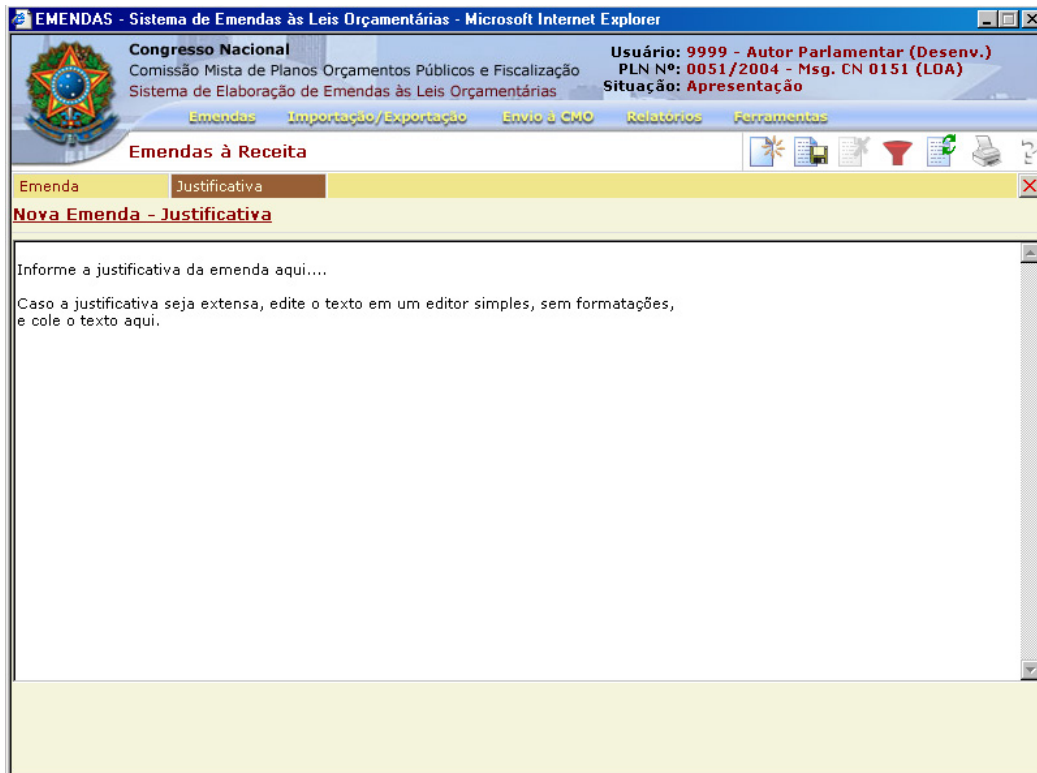 EMENDAS - Sistema de Emendas às Leis Orçamentárias - Microsoft Internet Explorer
Congresso Nacional
Comissão Mista de Planos Orçamentos Públicos e Fiscalização
Sistema de Elaboração de Emendas às Leis Orçamentárias
Usuário: 9999 - Autor Parlamentar (Desenv.)
PLN Nº: 0051/2004 - Msg. CN 0151 (LOA)
Situação: Apresentação
Emendas Importação/Exportação Envio à CMO Relatórios Ferramentas
Emendas à Receita
Emenda Justificativa
Nova Emenda - Justificativa
Informe a justificativa da emenda aqui....
Caso a justificativa seja extensa, edite o texto em um editor simples, sem formatações,
e cole o texto aqui.